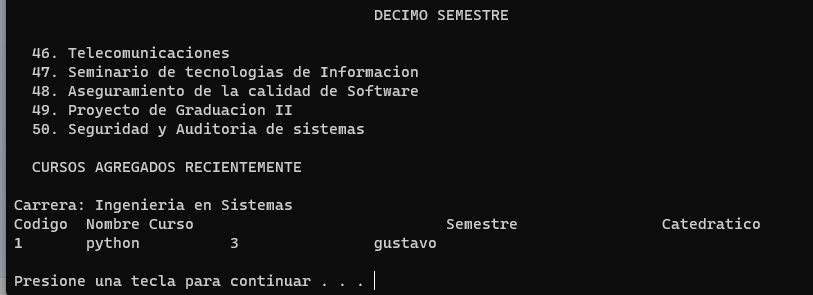 DECIMO SEMESTRE
46. Telecomunicaciones
47. Seminario de tecnologias de Informacion
48. Aseguramiento de la calidad de Software
49. Proyecto de Graduacion II
50. Seguridad y Auditoria de sistemas
CURSOS AGREGADOS RECIENTEMENTE
Carrera: Ingenieria en Sistemas
Codigo Nombre Curso Semestre Catedratico
1 python 3 gustavo
Presione una tecla para continuar . . .